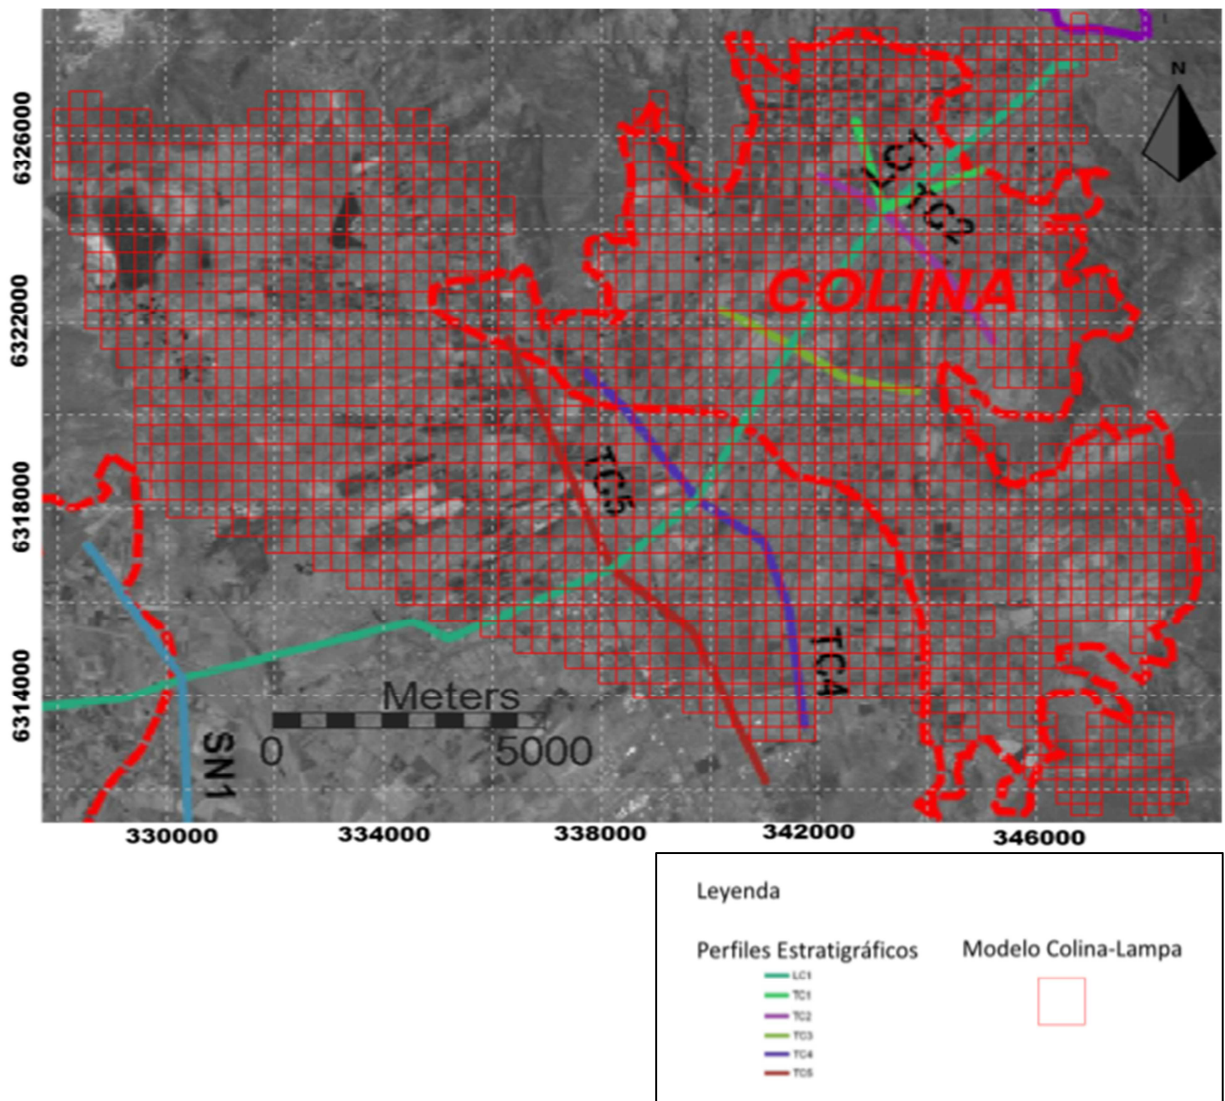 N
6326000
6322000
6318000
6314000
LC1
TC2
COLINA
TC5
TC4
SN1
Meters
0 5000
330000 334000 338000 342000 346000
Leyenda
Perfiles Estratigráficos
LC1
TC1
TC2
TC3
TC4
TC5
Modelo Colina-Lampa